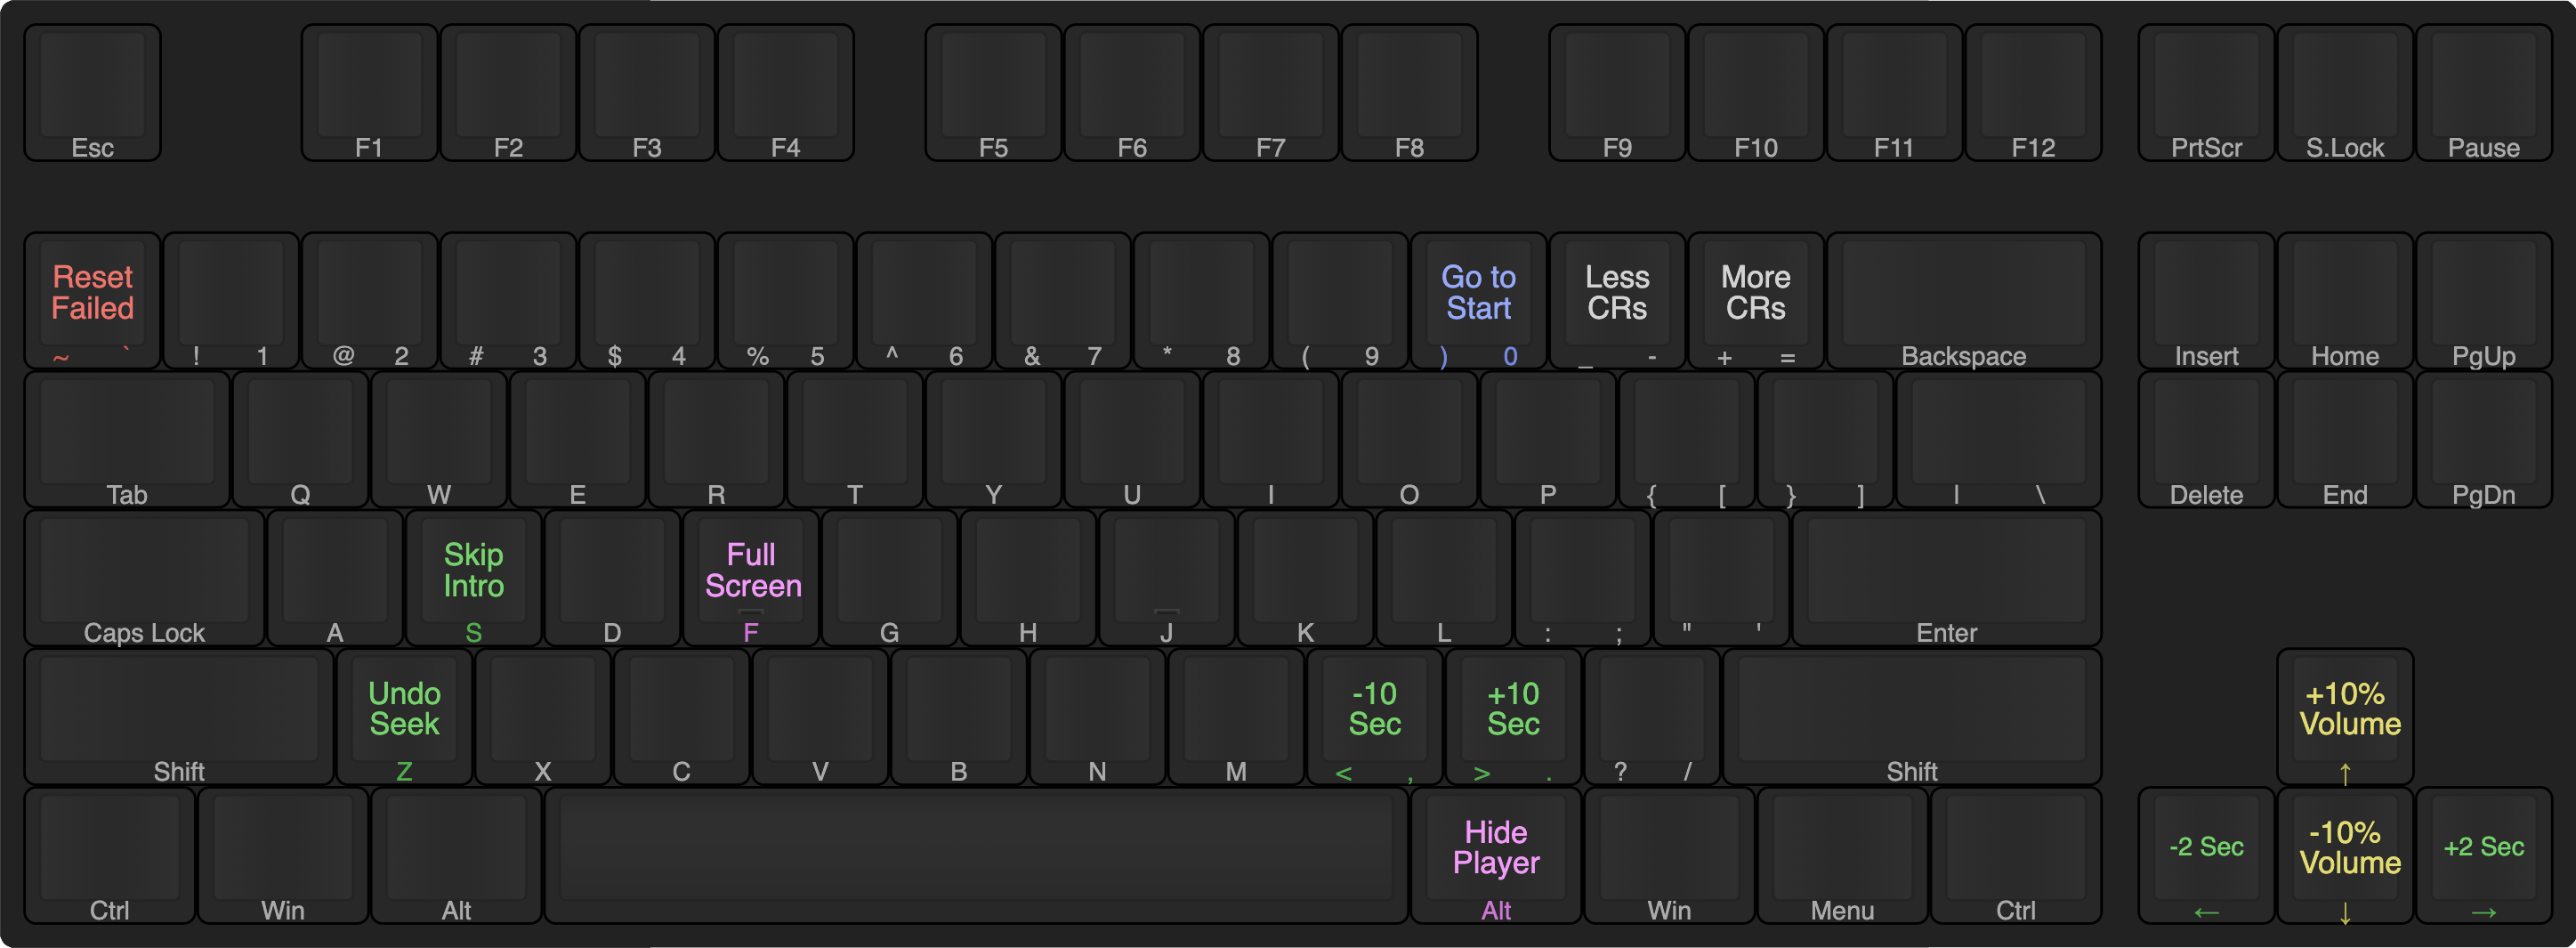 Esc F1 F2 F3 F4 F5 F6 F7 F8 F9 F10 F11 F12 PrtScr S.Lock Pause
Reset Go to Less More
Failed Start CRs CRs
~ ` ! 1 @ 2 # 3 $ 4 % 5 ^ 6 & 7 * 8 ( 9 ) 0 _ - + = Backspace Insert Home PgUp
Tab Q W E R T Y U I O P { [ } ] | \ Delete End PgDn
Skip Full
Intro Screen
Caps Lock A S D F G H J K L : ; " ' Enter
Undo -10 +10 +10%
Seek Sec Sec Volume
Shift Z X C V B N M < , > . ? / Shift ↑
Hide -10%
Player -2 Sec Volume +2 Sec
Ctrl Win Alt Alt Win Menu Ctrl ← ↓ →